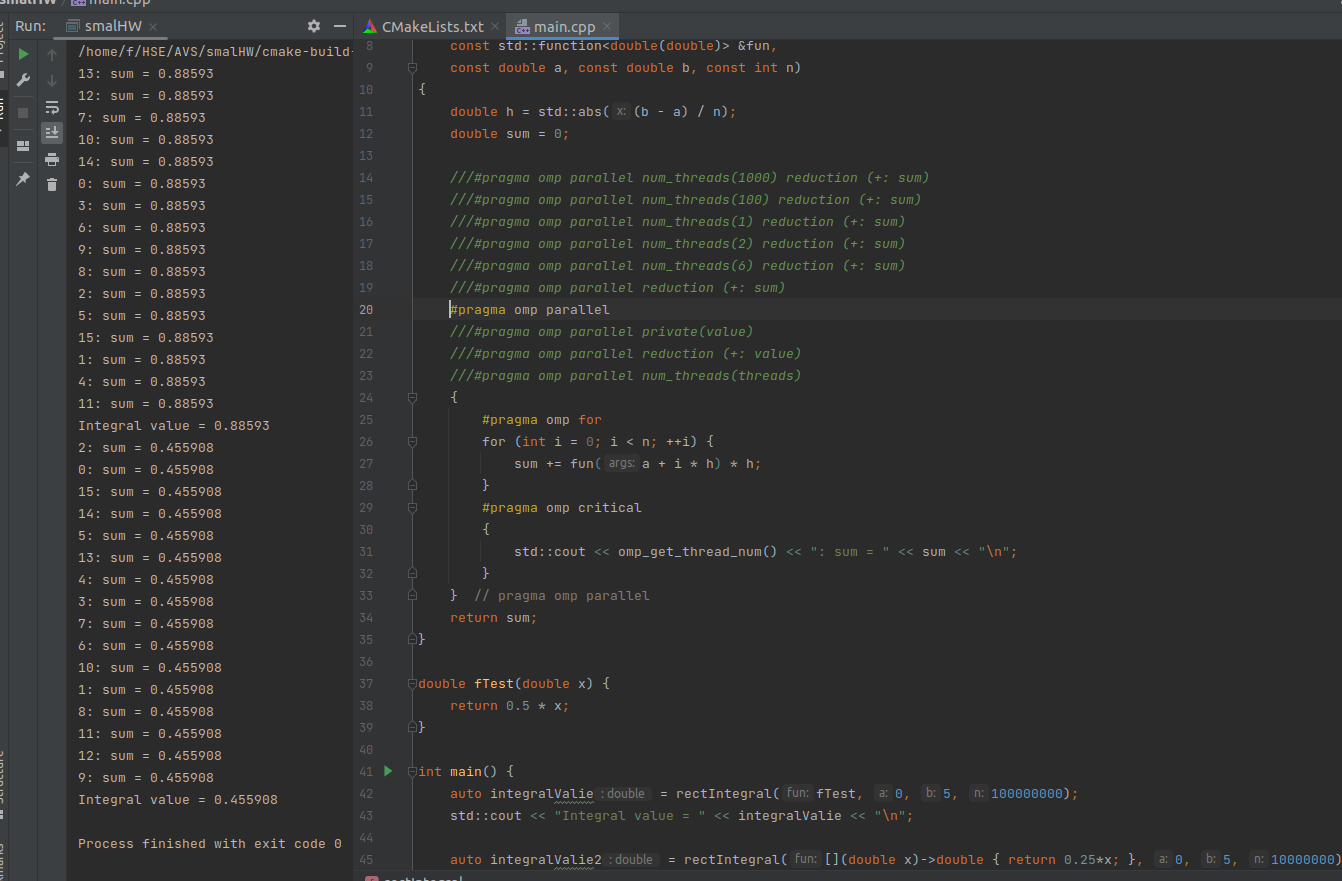 smalHW / main.cpp
Run: smalHW
/home/f/HSE/AVS/smalHW/cmake-build-
13: sum = 0.88593
12: sum = 0.88593
7: sum = 0.88593
10: sum = 0.88593
14: sum = 0.88593
0: sum = 0.88593
3: sum = 0.88593
6: sum = 0.88593
9: sum = 0.88593
8: sum = 0.88593
2: sum = 0.88593
5: sum = 0.88593
15: sum = 0.88593
1: sum = 0.88593
4: sum = 0.88593
11: sum = 0.88593
Integral value = 0.88593
2: sum = 0.455908
0: sum = 0.455908
15: sum = 0.455908
14: sum = 0.455908
5: sum = 0.455908
13: sum = 0.455908
4: sum = 0.455908
3: sum = 0.455908
7: sum = 0.455908
6: sum = 0.455908
10: sum = 0.455908
1: sum = 0.455908
8: sum = 0.455908
11: sum = 0.455908
12: sum = 0.455908
9: sum = 0.455908
Integral value = 0.455908
Process finished with exit code 0
CMakeLists.txt main.cpp
8 const std::function<double(double)> &fun,
9 const double a, const double b, const int n)
10 {
11 double h = std::abs( x: (b - a) / n);
12 double sum = 0;
13
14 ///#pragma omp parallel num_threads(1000) reduction (+: sum)
15 ///#pragma omp parallel num_threads(100) reduction (+: sum)
16 ///#pragma omp parallel num_threads(1) reduction (+: sum)
17 ///#pragma omp parallel num_threads(2) reduction (+: sum)
18 ///#pragma omp parallel num_threads(6) reduction (+: sum)
19 ///#pragma omp parallel reduction (+: sum)
20 #pragma omp parallel
21 ///#pragma omp parallel private(value)
22 ///#pragma omp parallel reduction (+: value)
23 ///#pragma omp parallel num_threads(threads)
24 {
25 #pragma omp for
26 for (int i = 0; i < n; ++i) {
27 sum += fun( args: a + i * h) * h;
28 }
29 #pragma omp critical
30 {
31 std::cout << omp_get_thread_num() << ": sum = " << sum << "\n";
32 }
33 } // pragma omp parallel
34 return sum;
35 }
36
37 double fTest(double x) {
38 return 0.5 * x;
39 }
40
41 int main() {
42 auto integralValie : double = rectIntegral( fun: fTest, a: 0, b: 5, n: 100000000);
43 std::cout << "Integral value = " << integralValie << "\n";
44
45 auto integralValie2 : double = rectIntegral( fun: [](double x)->double { return 0.25*x; }, a: 0, b: 5, n: 10000000)